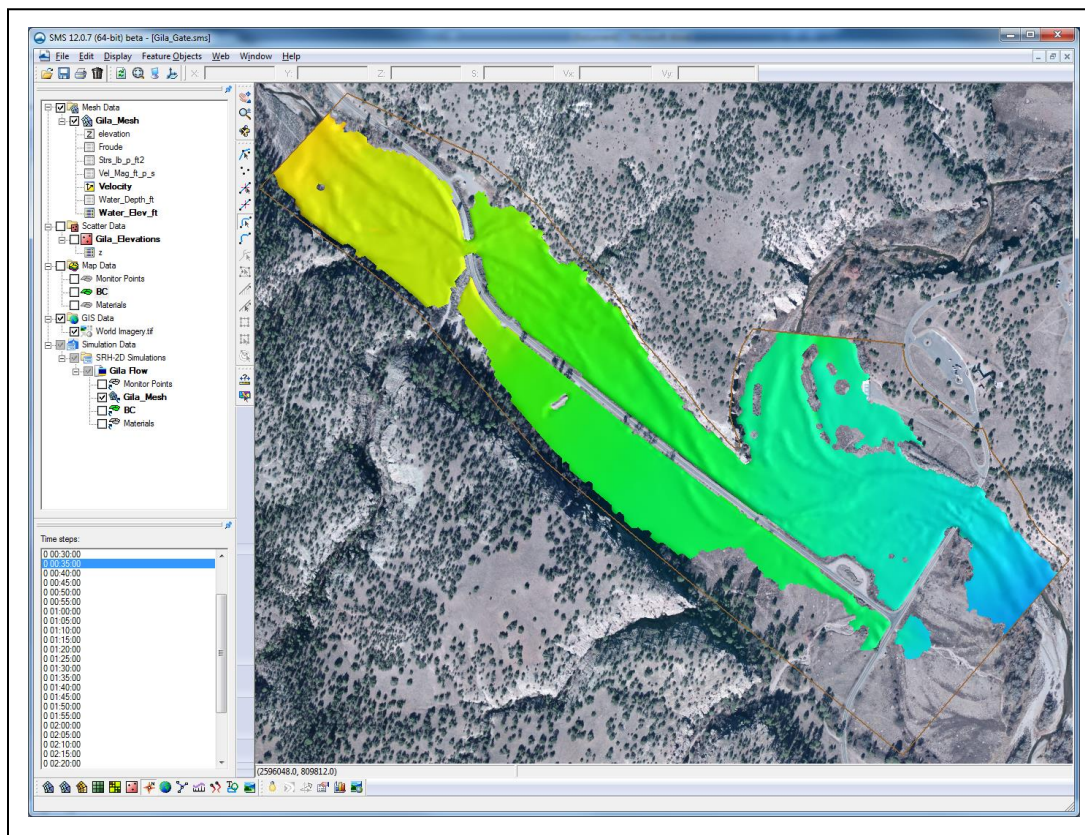 SMS 12.0.7 (64-bit) beta - [Gila_Gate.sms]
File Edit Display Feature Objects Web Window Help
X: Y: Z: S: Vx: Vy:
Mesh Data
Gila_Mesh
Z elevation
Froude
Strs_lb_p_ft2
Vel_Mag_ft_p_s
Velocity
Water_Depth_ft
Water_Elev_ft
Scatter Data
Gila_Elevations
z
Map Data
Monitor Points
BC
Materials
GIS Data
World Imagery.tif
Simulation Data
SRH-2D Simulations
Gila Flow
Monitor Points
Gila_Mesh
BC
Materials
Time steps:
0 00:30:00
0 00:35:00
0 00:40:00
0 00:45:00
0 00:50:00
0 00:55:00
0 01:00:00
0 01:05:00
0 01:10:00
0 01:15:00
0 01:20:00
0 01:25:00
0 01:30:00
0 01:35:00
0 01:40:00
0 01:45:00
0 01:50:00
0 01:55:00
0 02:00:00
0 02:05:00
0 02:10:00
0 02:15:00
0 02:20:00
(2596048.0, 809812.0)